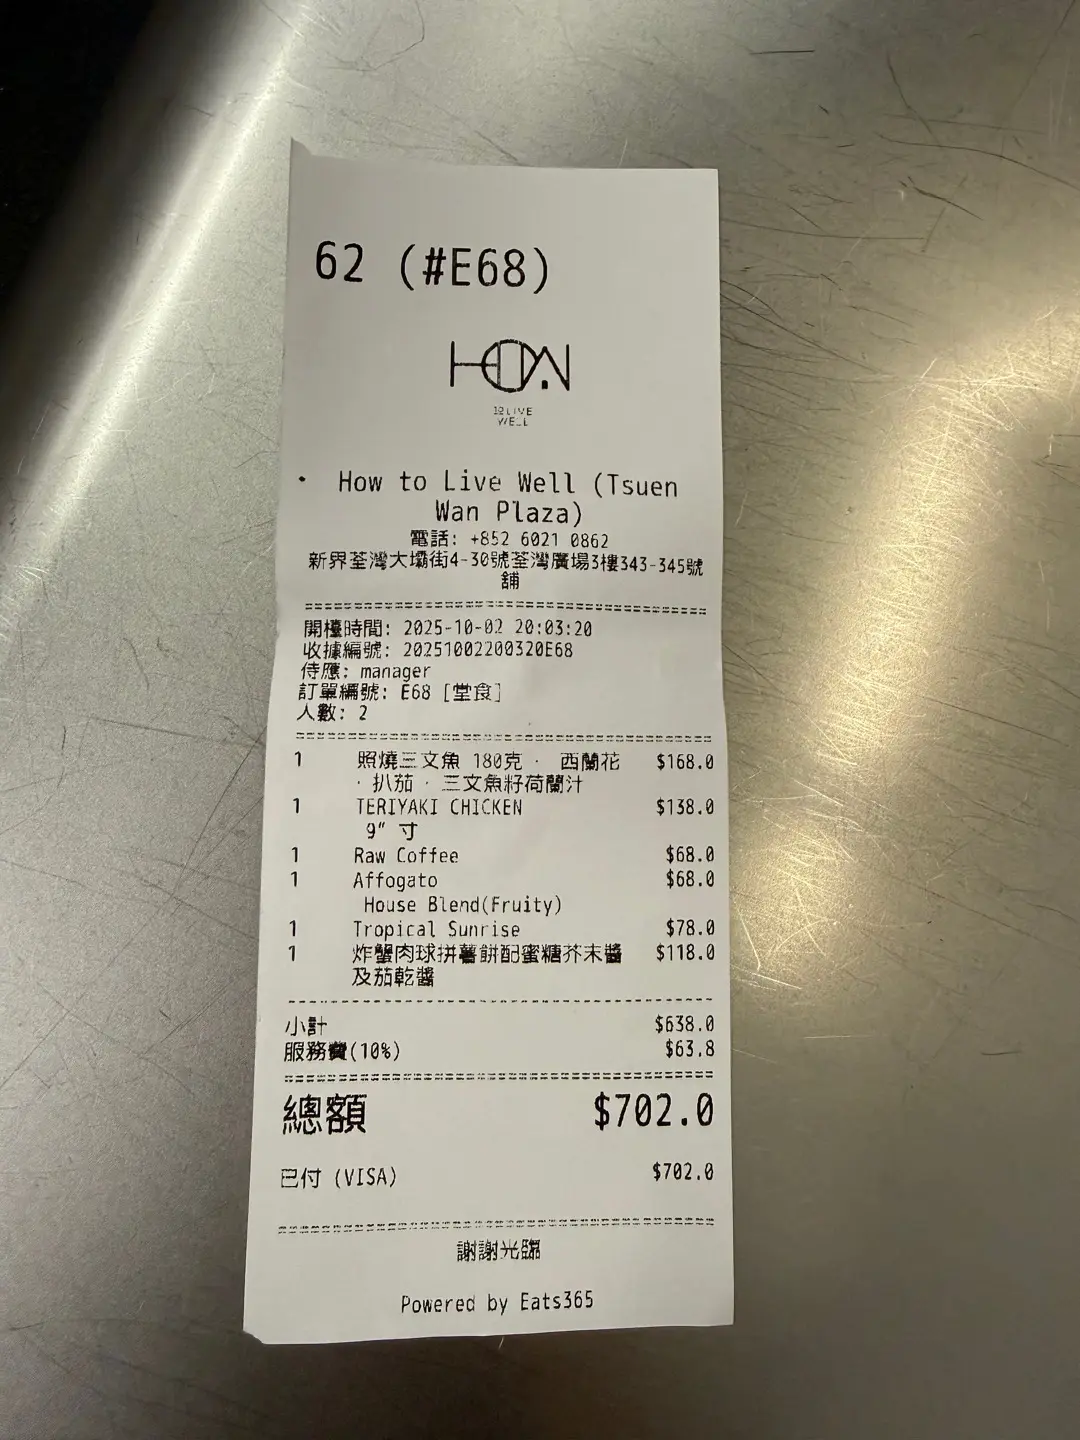 62 (#E68)
HOW
TO LIVE
WELL
How to Live Well (Tsuen
Wan Plaza)
電話: +852 6021 0862
新界荃灣大壩街4-30號荃灣廣場3樓343-345號
舖
開檯時間: 2025-10-02 20:03:20
收據編號: 20251002200320E68
侍應: manager
訂單編號: E68 [堂食]
人數: 2
1 照燒三文魚 180克 · 西蘭花 $168.0
· 扒茄 · 三文魚籽荷蘭汁
1 TERIYAKI CHICKEN $138.0
9" 寸
1 Raw Coffee $68.0
1 Affogato $68.0
House Blend(Fruity)
1 Tropical Sunrise $78.0
1 炸蟹肉球拼薯餅配蜜糖芥末醬 $118.0
及茄乾醬
小計 $638.0
服務費(10%) $63.8
總額 $702.0
已付 (VISA) $702.0
謝謝光臨
Powered by Eats365